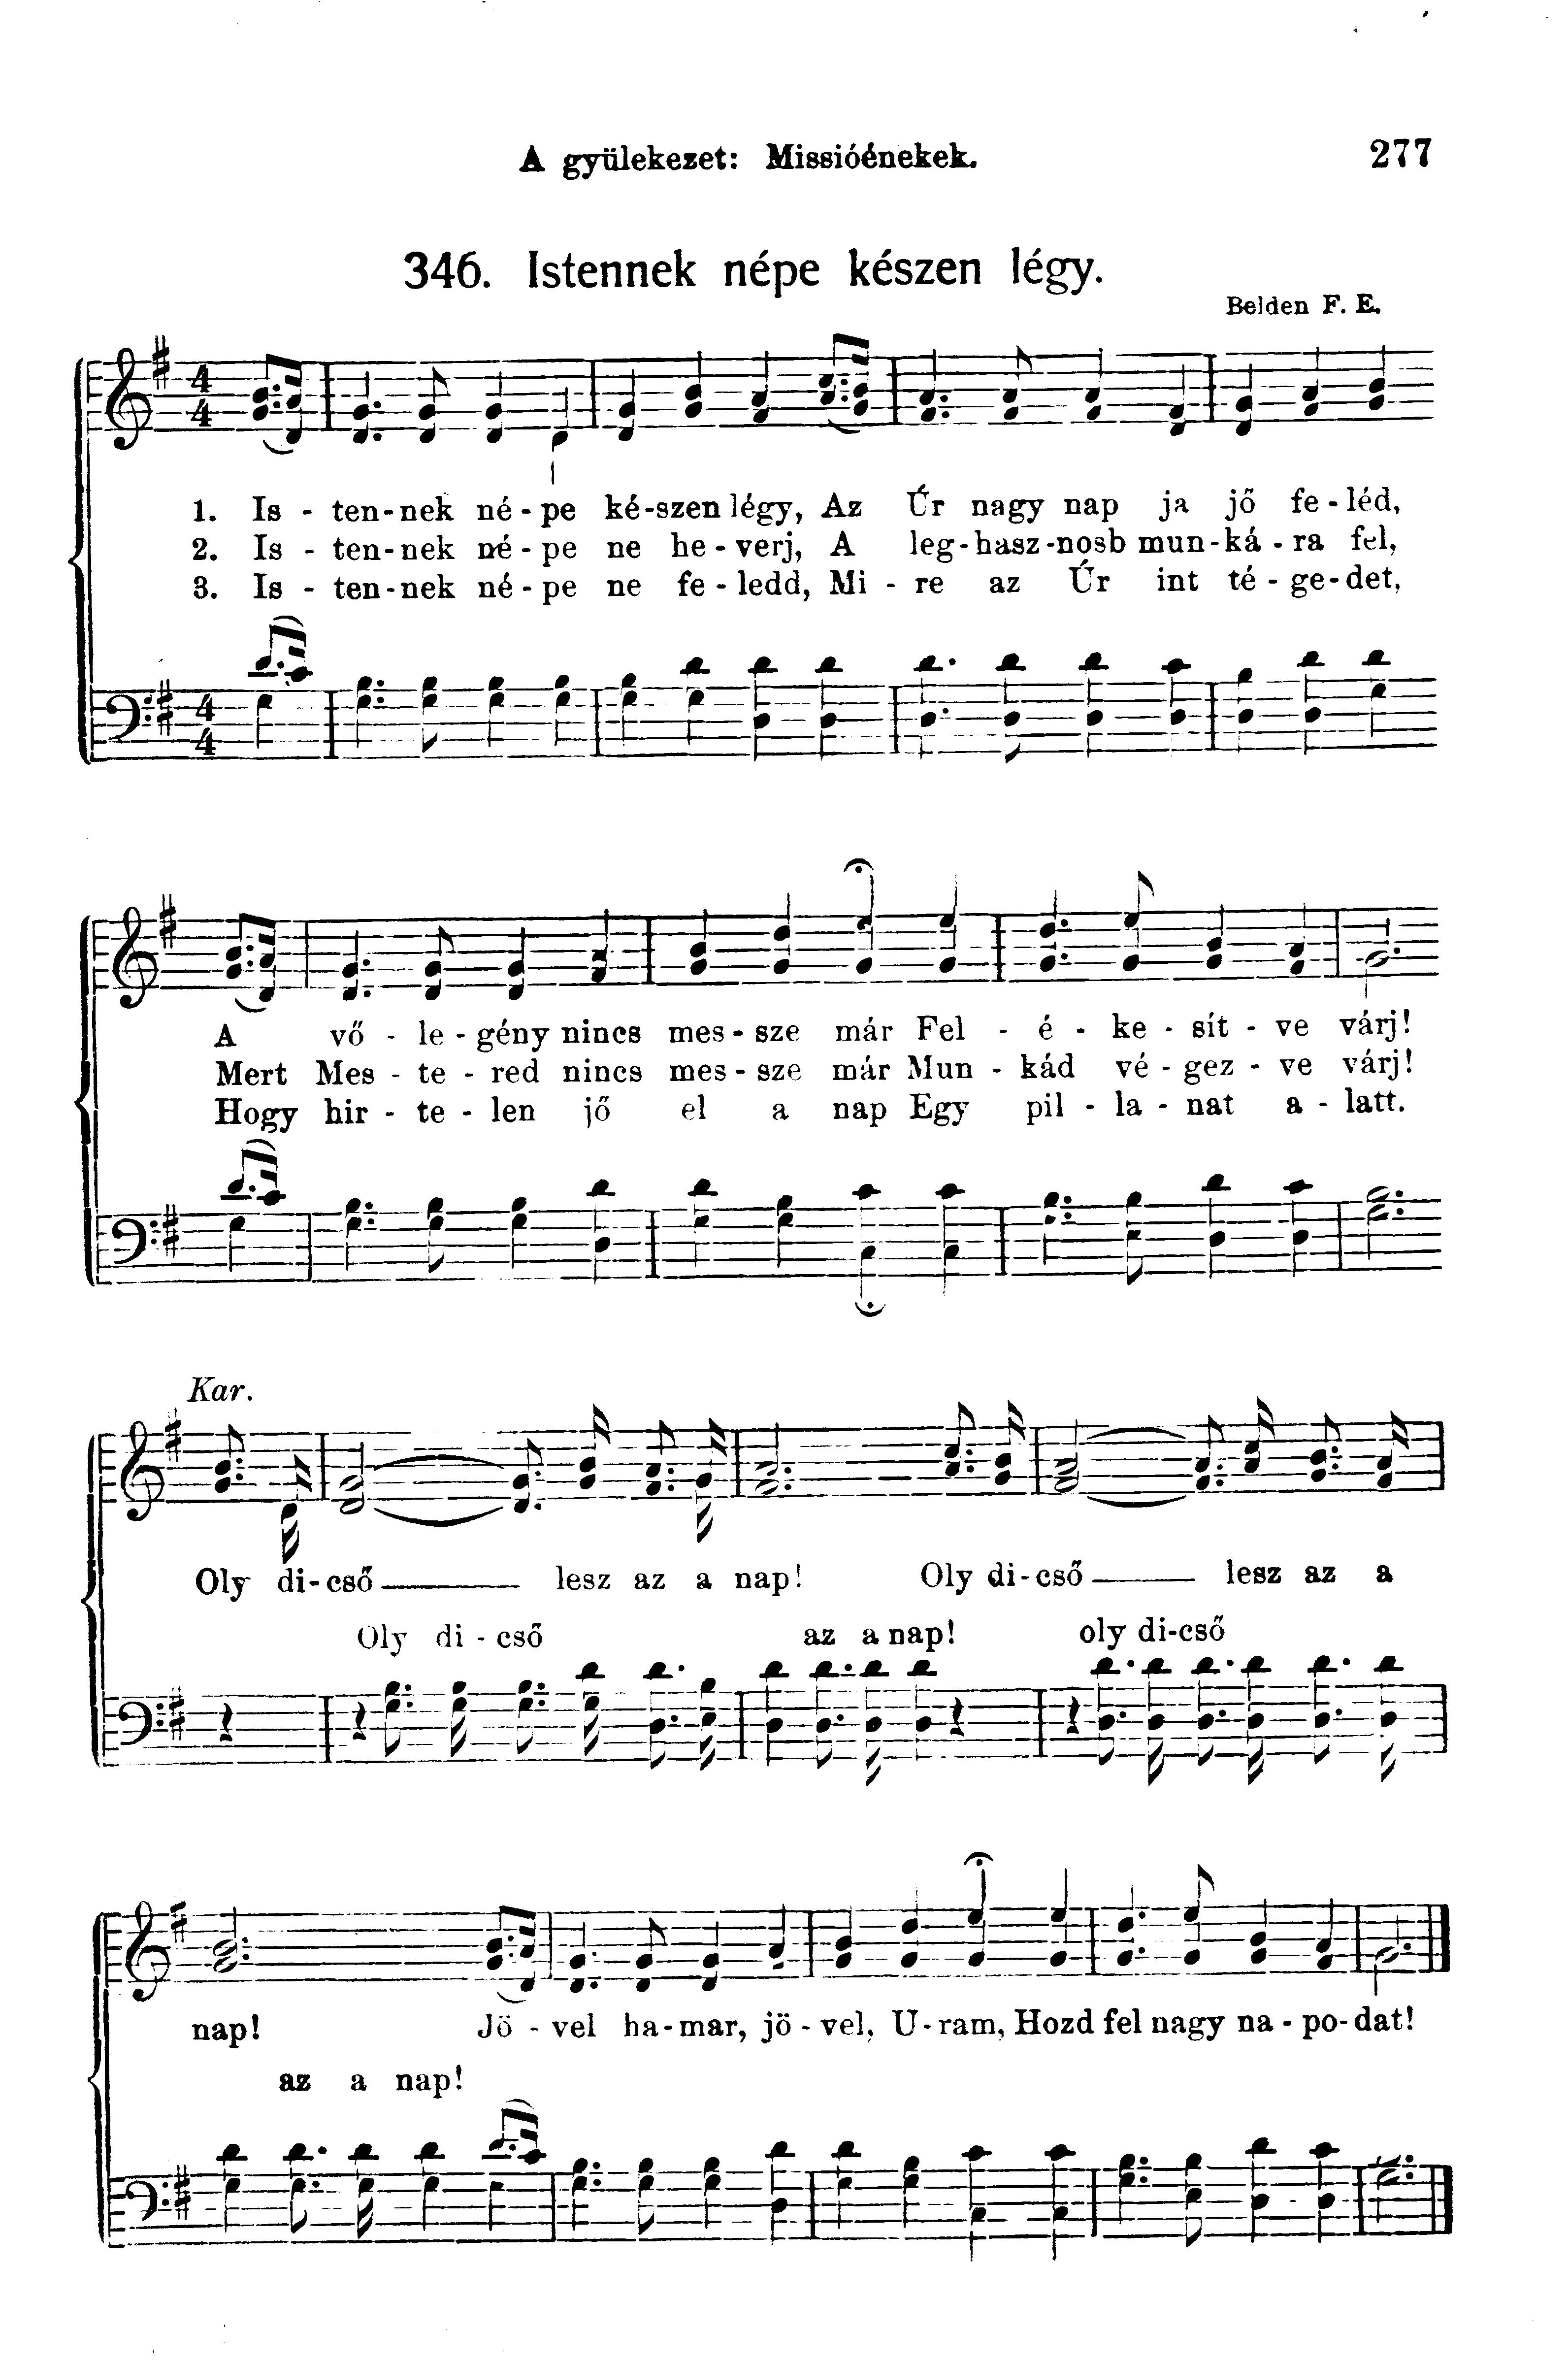 A gyülekezet: Missióénekek. 277
346. Istennek népe készen légy.
Belden F. E.
1. Is - ten-nek né-pe ké-szen légy, Az Úr nagy nap ja jő fe-léd,
2. Is - ten-nek né-pe ne he-verj, A leg-hasz-nosb mun-ká-ra fel,
3. Is - ten-nek né-pe ne fe-ledd, Mi-re az Úr int té-ge-det,
A vő - le-gény nincs mes-sze már Fel - é - ke-sít - ve várj!
Mert Mes - te - red nincs mes-sze már Mun - kád vé - gez - ve várj!
Hogy hir - te - len jő el a nap Egy pil - la - nat a - latt.
Kar.
Oly di-cső lesz az a nap! Oly di-cső lesz az a
Oly di - cső az a nap! oly di-cső
nap! Jö - vel ha-mar, jö-vel, U-ram, Hozd fel nagy na-po-dat!
az a nap!